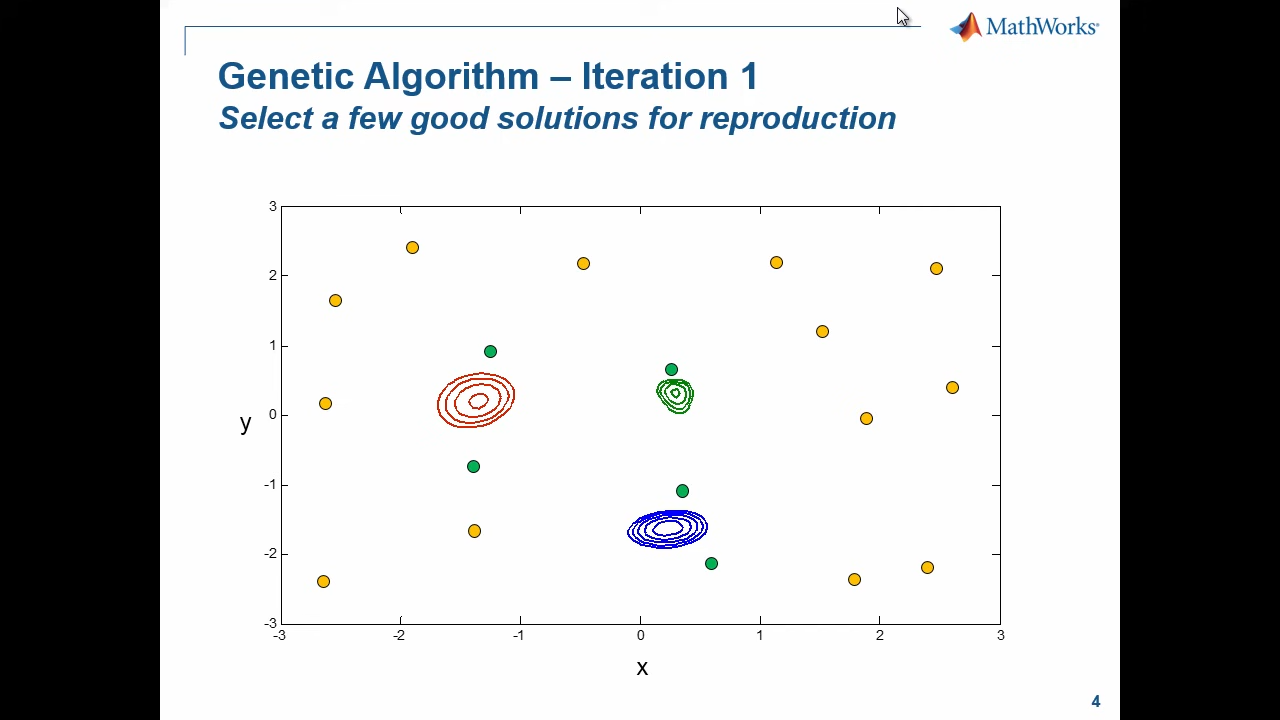 MathWorks®
Genetic Algorithm – Iteration 1
Select a few good solutions for reproduction
3
2
1
0
-1
-2
-3
y
-3 -2 -1 0 1 2 3
x
4